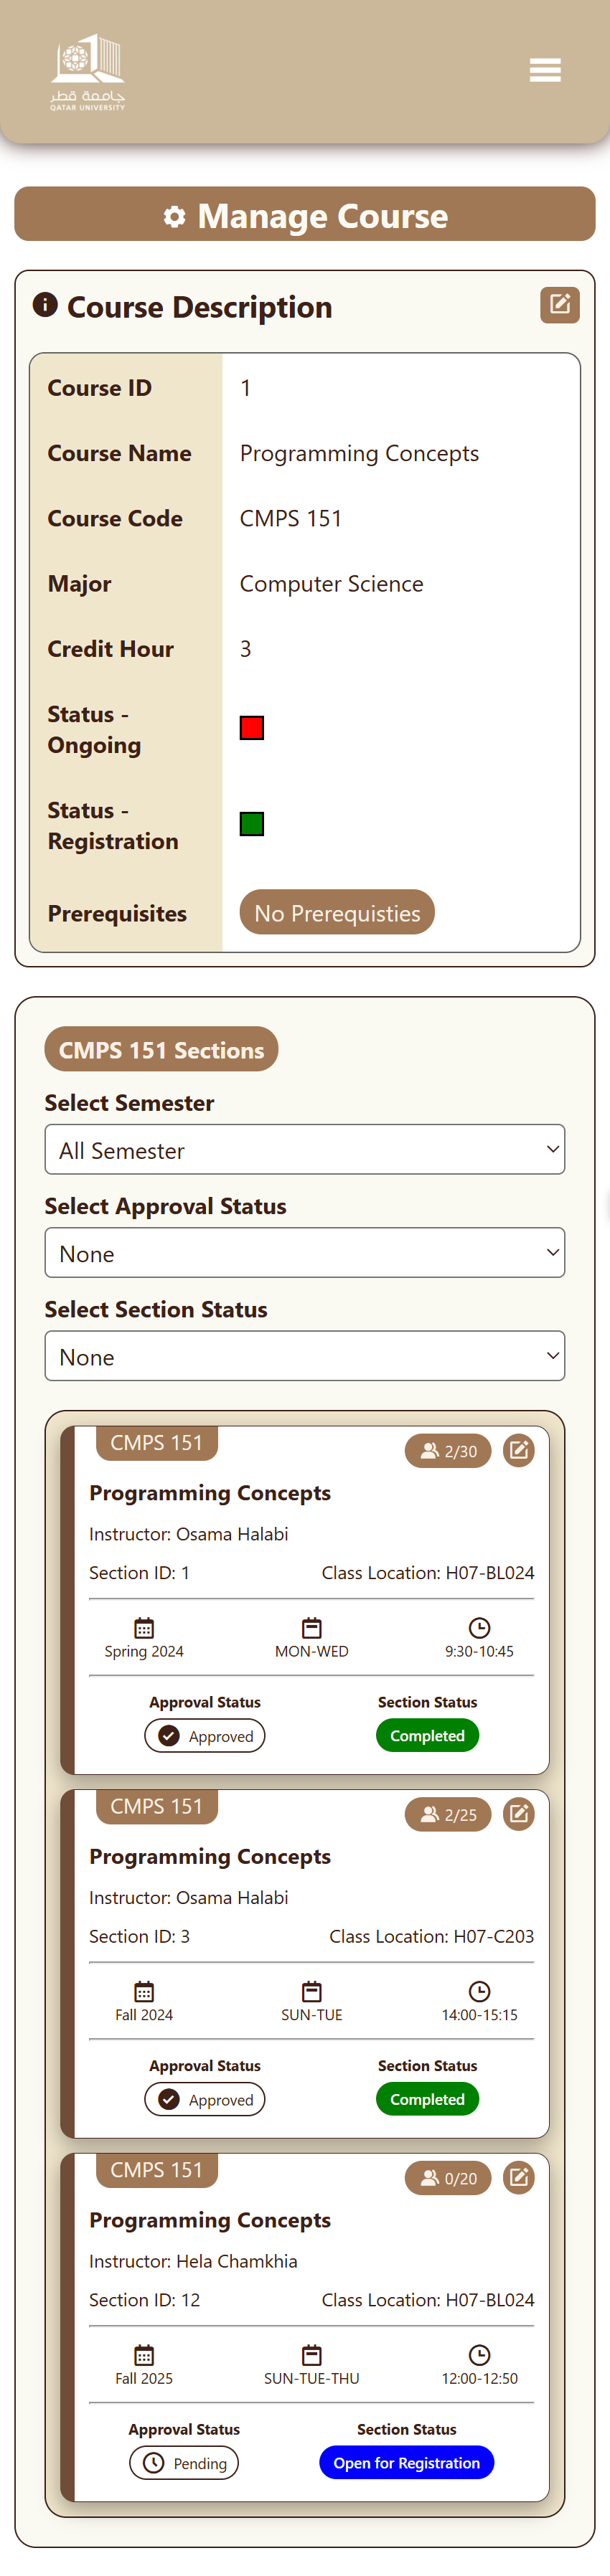 جامعة قطر
QATAR UNIVERSITY
Manage Course
Course Description
Course ID 1
Course Name Programming Concepts
Course Code CMPS 151
Major Computer Science
Credit Hour 3
Status -
Ongoing
Status -
Registration
Prerequisites No Prerequisties
CMPS 151 Sections
Select Semester
All Semester
Select Approval Status
None
Select Section Status
None
CMPS 151 2/30
Programming Concepts
Instructor: Osama Halabi
Section ID: 1 Class Location: H07-BL024
Spring 2024 MON-WED 9:30-10:45
Approval Status Section Status
Approved Completed
CMPS 151 2/25
Programming Concepts
Instructor: Osama Halabi
Section ID: 3 Class Location: H07-C203
Fall 2024 SUN-TUE 14:00-15:15
Approval Status Section Status
Approved Completed
CMPS 151 0/20
Programming Concepts
Instructor: Hela Chamkhia
Section ID: 12 Class Location: H07-BL024
Fall 2025 SUN-TUE-THU 12:00-12:50
Approval Status Section Status
Pending Open for Registration